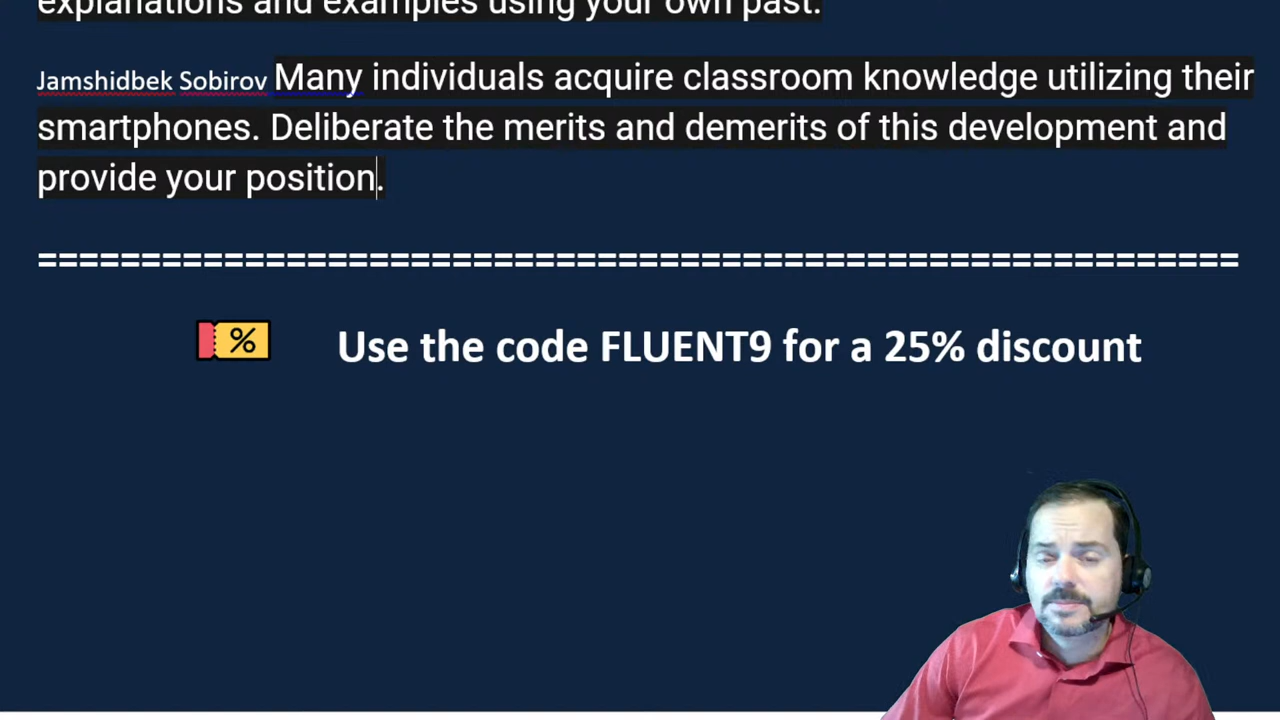 explanations and examples using your own past.
Jamshidbek Sobirov Many individuals acquire classroom knowledge utilizing their
smartphones. Deliberate the merits and demerits of this development and
provide your position.
==========================================================
% Use the code FLUENT9 for a 25% discount